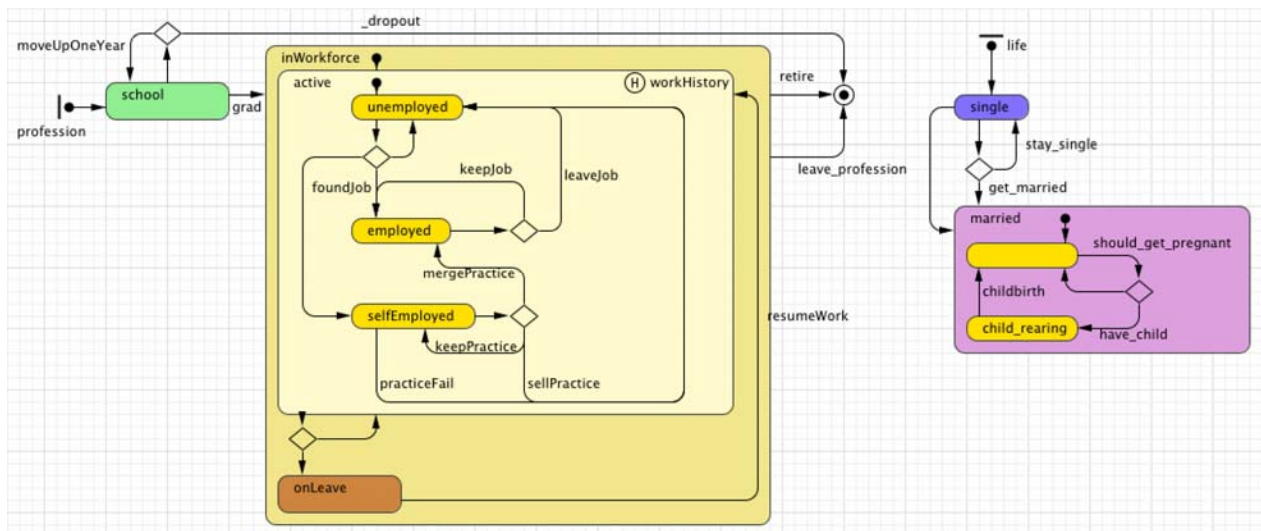 _dropout
moveUpOneYear
life
inWorkforce
retire
active
H workHistory
school
unemployed
single
grad
profession
stay_single
leave_profession
keepJob
leaveJob
foundJob
get_married
married
employed
should_get_pregnant
mergePractice
childbirth
selfEmployed
resumeWork
child_rearing
have_child
keepPractice
practiceFail
sellPractice
onLeave